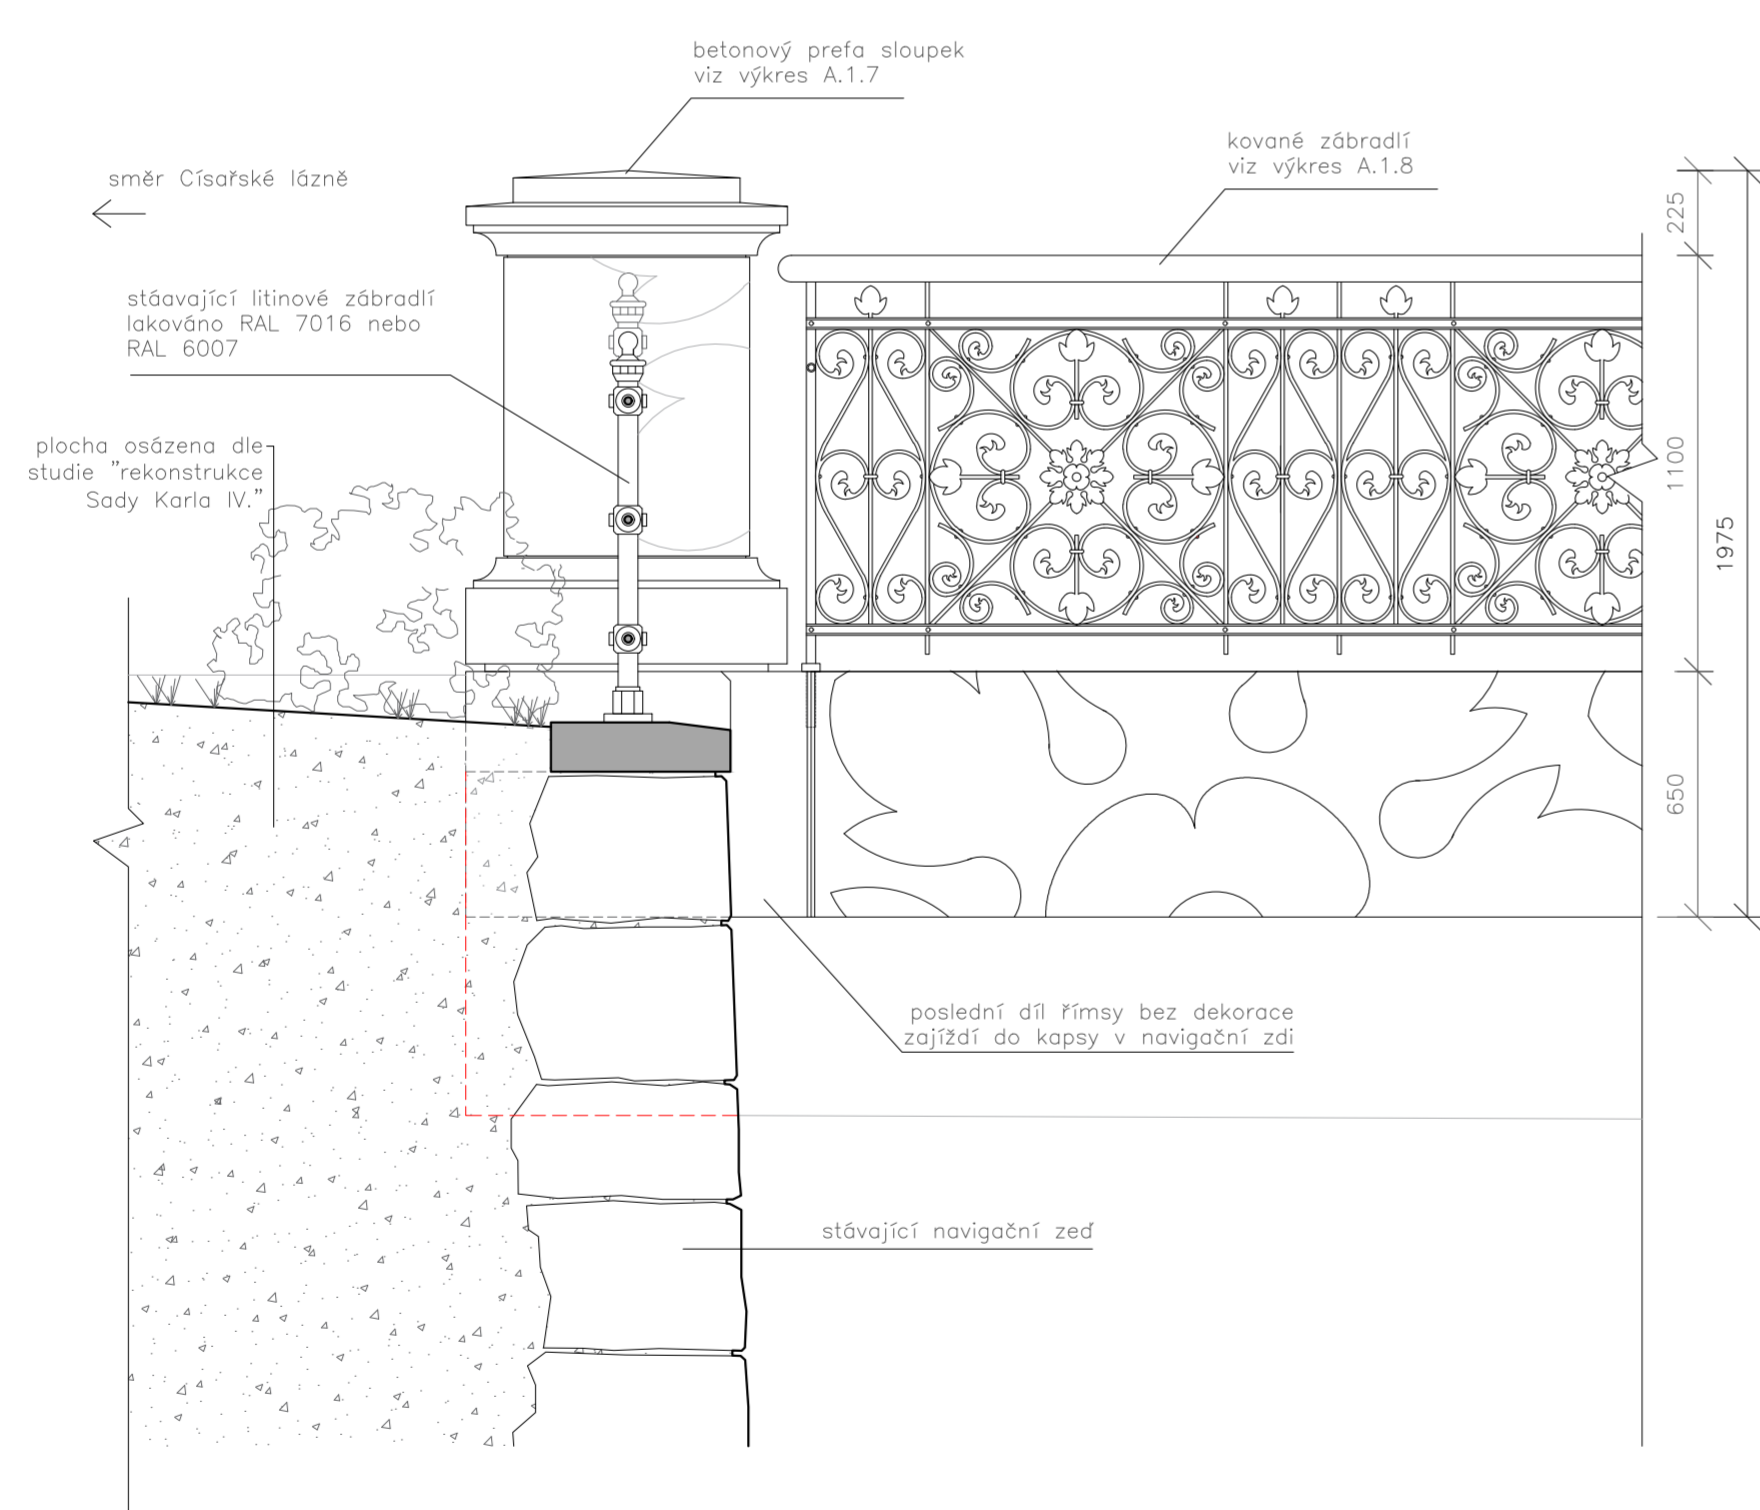 betonový prefa sloupek
viz výkres A.1.7
kované zábradlí
viz výkres A.1.8
směr Císařské lázně
225
stáavající litinové zábradlí
lakováno RAL 7016 nebo
RAL 6007
plocha osázena dle
studie "rekonstrukce
Sady Karla IV."
1100
1975
650
poslední díl římsy bez dekorace
zajíždí do kapsy v navigační zdi
stávající navigační zeď